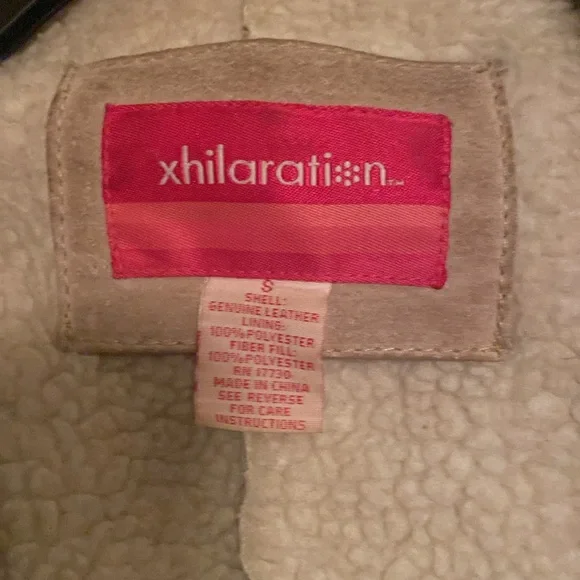 xhilaration™
S
SHELL:
GENUINE LEATHER
LINING:
100%POLYESTER
FIBER FILL:
100%POLYESTER
RN 17730
MADE IN CHINA
SEE REVERSE
FOR CARE
INSTRUCTIONS